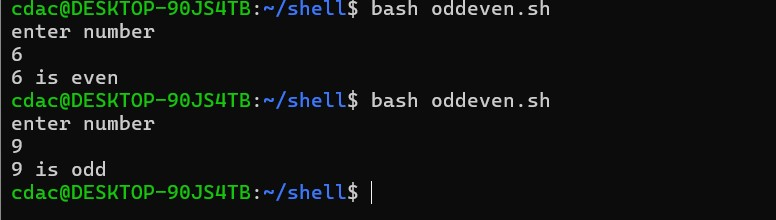 cdac@DESKTOP-90JS4TB:~/shell$ bash oddeven.sh
enter number
6
6 is even
cdac@DESKTOP-90JS4TB:~/shell$ bash oddeven.sh
enter number
9
9 is odd
cdac@DESKTOP-90JS4TB:~/shell$